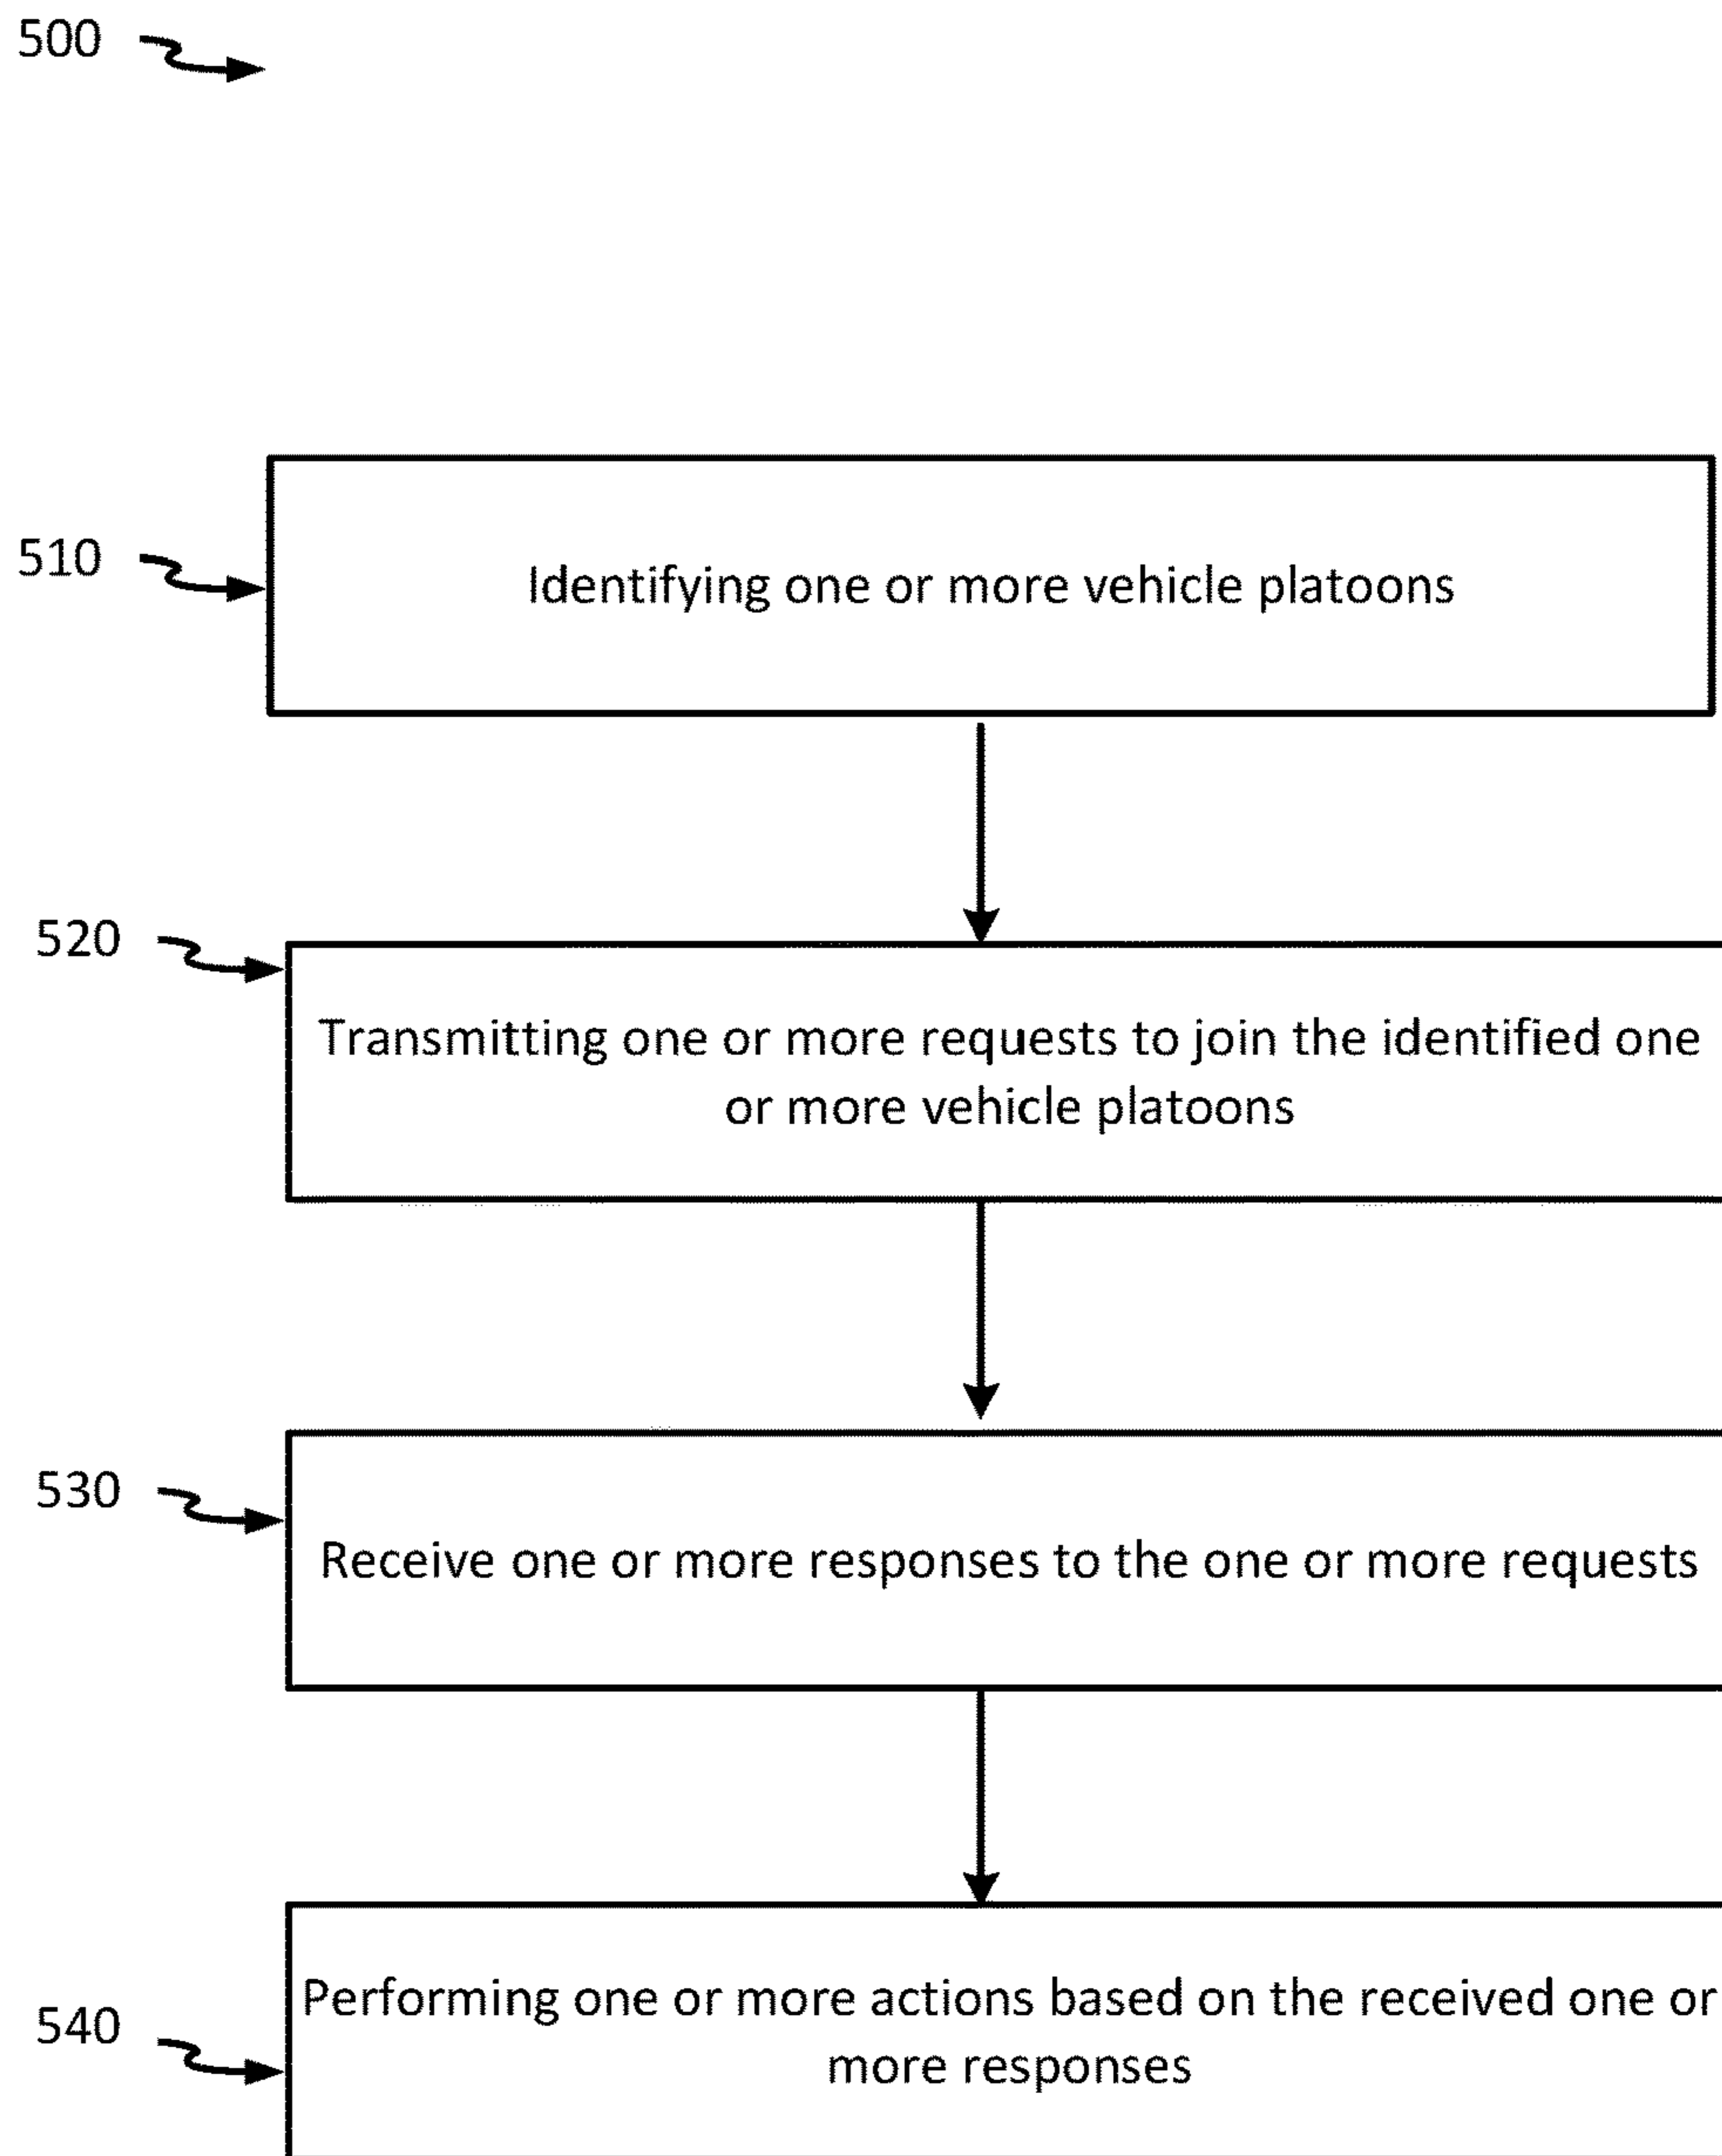 500
510
Identifying one or more vehicle platoons
520
Transmitting one or more requests to join the identified one
or more vehicle platoons
530
Receive one or more responses to the one or more requests
540
Performing one or more actions based on the received one or
more responses